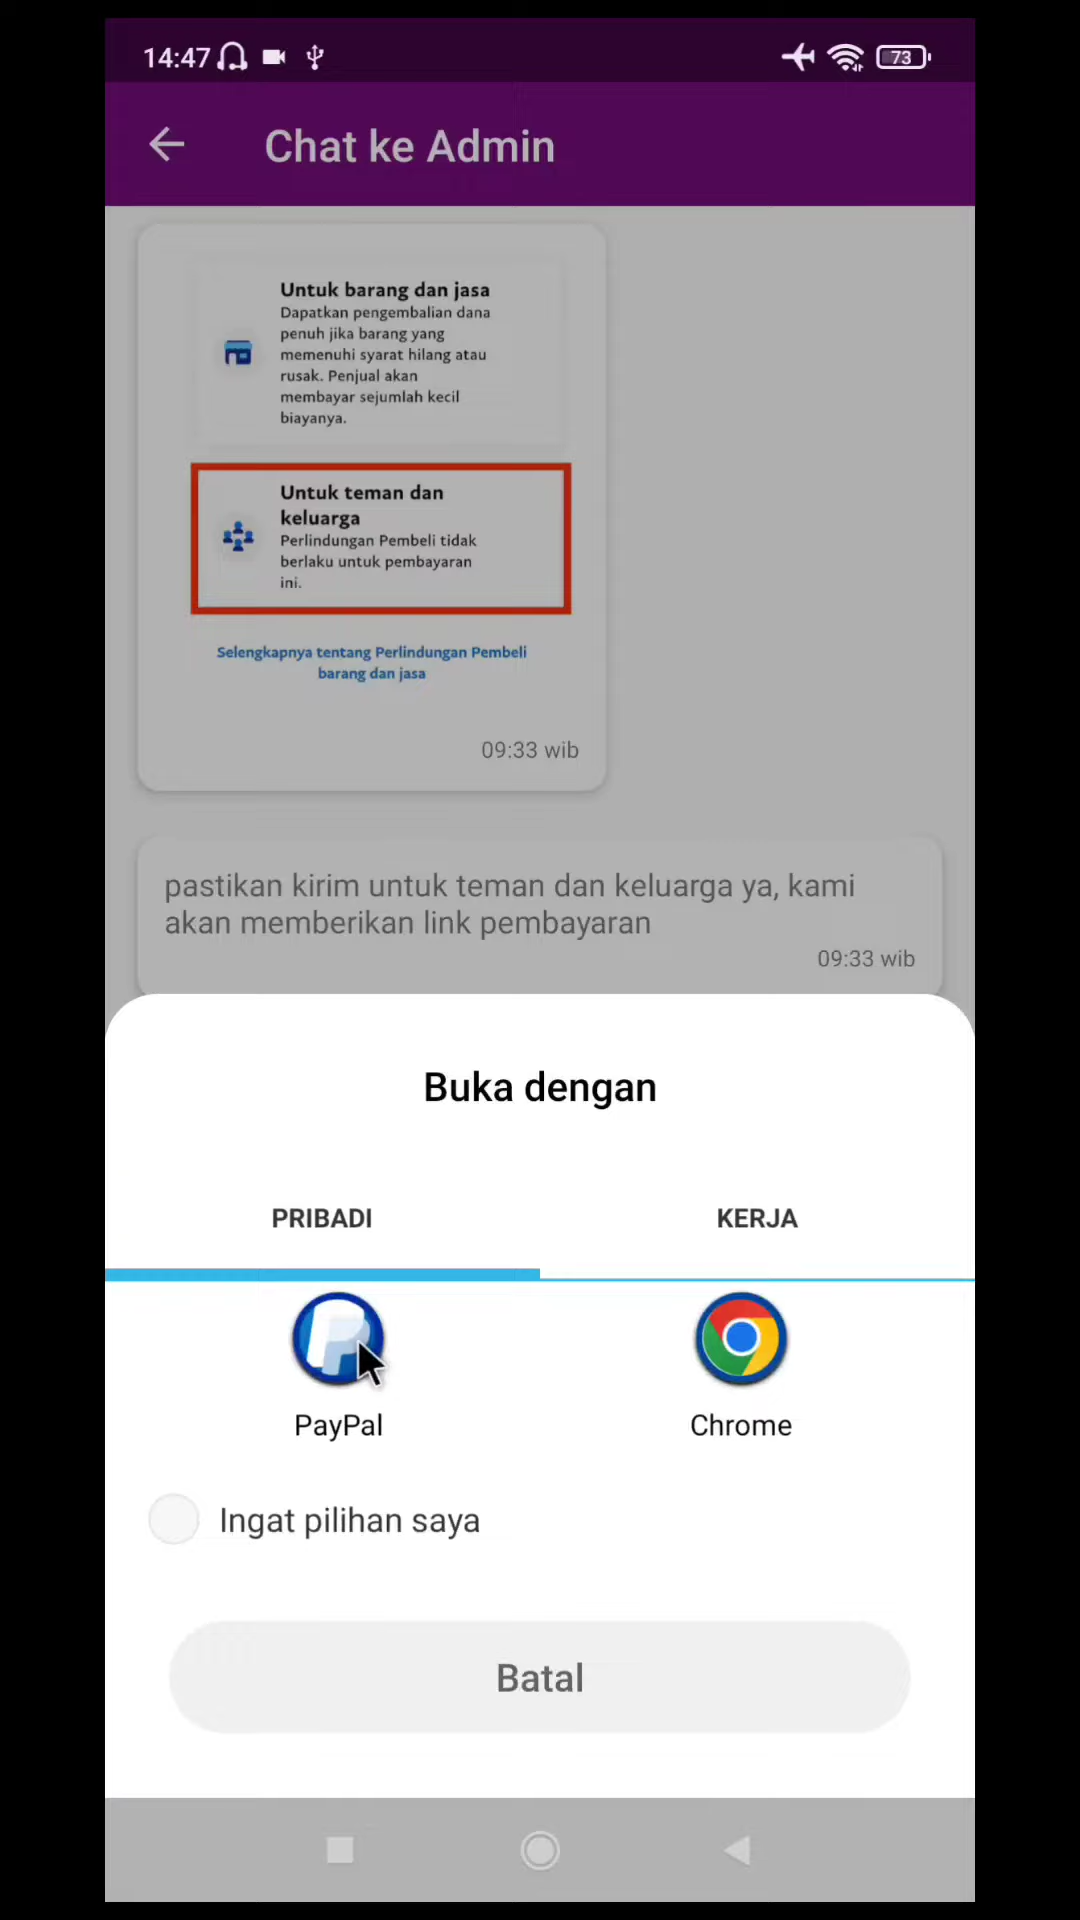 14:47
73
Chat ke Admin
Untuk barang dan jasa
Dapatkan pengembalian dana
penuh jika barang yang
memenuhi syarat hilang atau
rusak. Penjual akan
membayar sejumlah kecil
biayanya.
Untuk teman dan
keluarga
Perlindungan Pembeli tidak
berlaku untuk pembayaran
ini.
Selengkapnya tentang Perlindungan Pembeli
barang dan jasa
09:33 wib
pastikan kirim untuk teman dan keluarga ya, kami
akan memberikan link pembayaran
09:33 wib
Buka dengan
PRIBADI
KERJA
PayPal
Chrome
Ingat pilihan saya
Batal